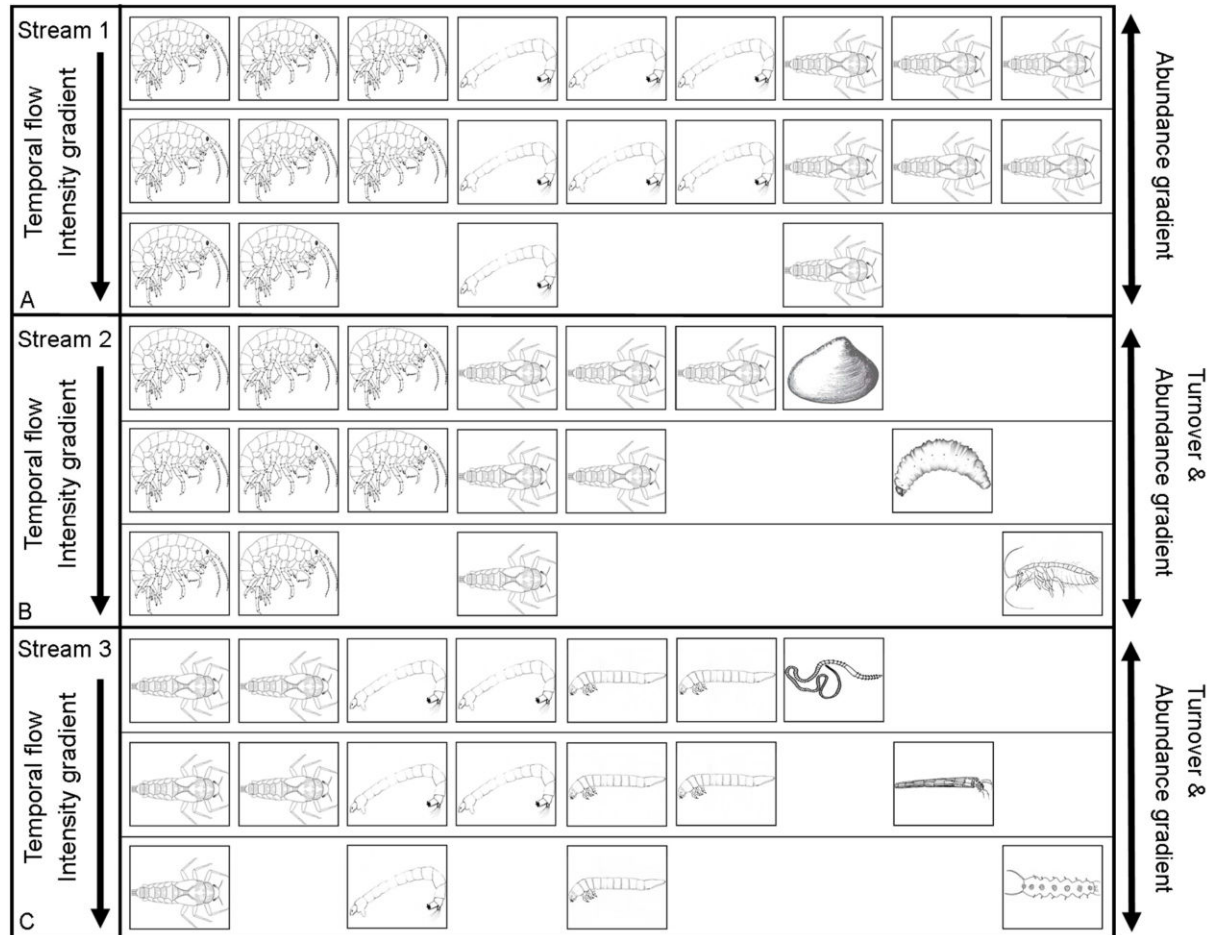 Stream 1
Temporal flow
Intensity gradient
A
Abundance gradient
Stream 2
Temporal flow
Intensity gradient
B
Turnover &
Abundance gradient
Stream 3
Temporal flow
Intensity gradient
C
Turnover &
Abundance gradient